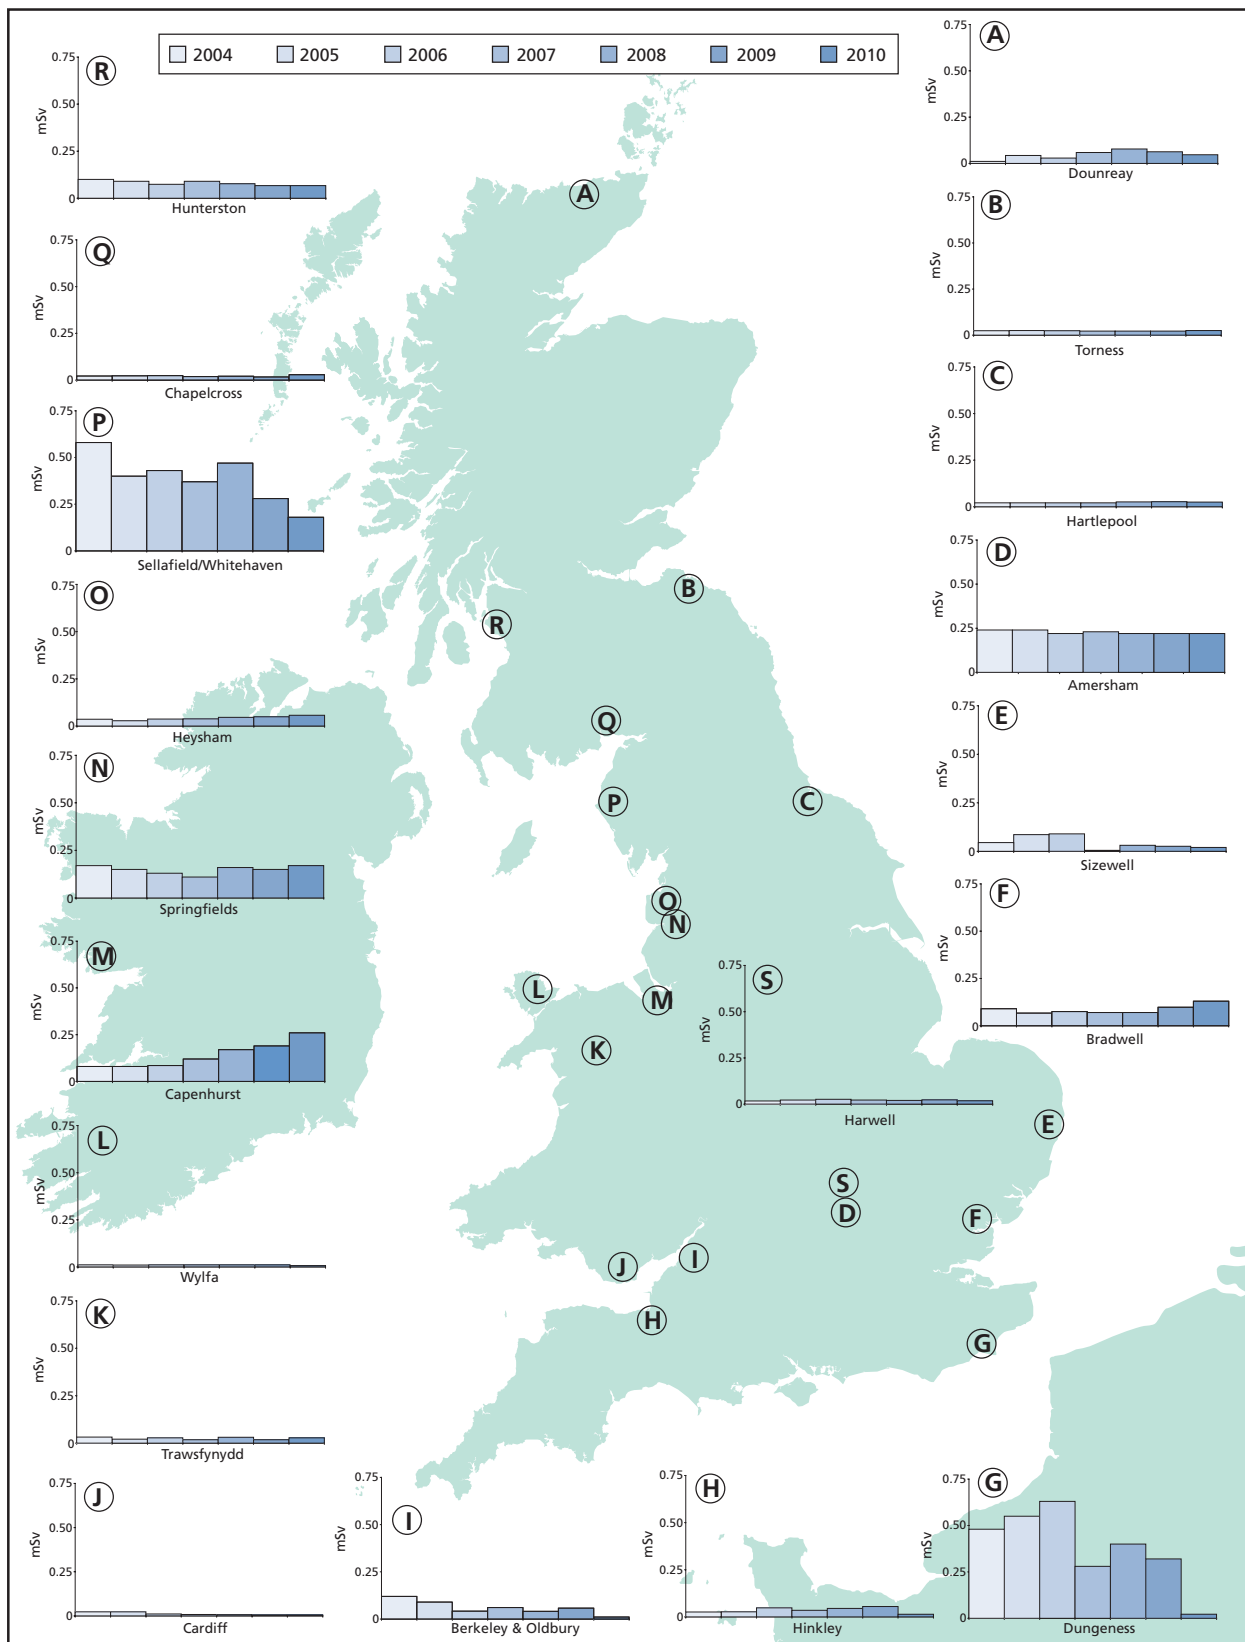 2004 2005 2006 2007 2008 2009 2010
R
0.75
0.50
0.25
0
mSv
Hunterston
Q
0.75
0.50
0.25
0
mSv
Chapelcross
P
0.75
0.50
0.25
0
mSv
Sellafield/Whitehaven
O
0.75
0.50
0.25
0
mSv
Heysham
N
0.75
0.50
0.25
0
mSv
Springfields
M
0.75
0.50
0.25
0
mSv
Capenhurst
L
0.75
0.50
0.25
0
mSv
Wylfa
K
0.75
0.50
0.25
0
mSv
Trawsfynydd
J
0.75
0.50
0.25
0
mSv
Cardiff
I
0.75
0.50
0.25
0
mSv
Berkeley & Oldbury
H
0.75
0.50
0.25
0
mSv
Hinkley
G
0.75
0.50
0.25
0
mSv
Dungeness
A
0.75
0.50
0.25
0
mSv
Dounreay
B
0.75
0.50
0.25
0
mSv
Torness
C
0.75
0.50
0.25
0
mSv
Hartlepool
D
0.75
0.50
0.25
0
mSv
Amersham
E
0.75
0.50
0.25
0
mSv
Sizewell
F
0.75
0.50
0.25
0
mSv
Bradwell
S
0.75
0.50
0.25
0
mSv
Harwell
A
B
R
Q
P
C
O
N
L
M
K
E
S
D
F
I
J
H
G